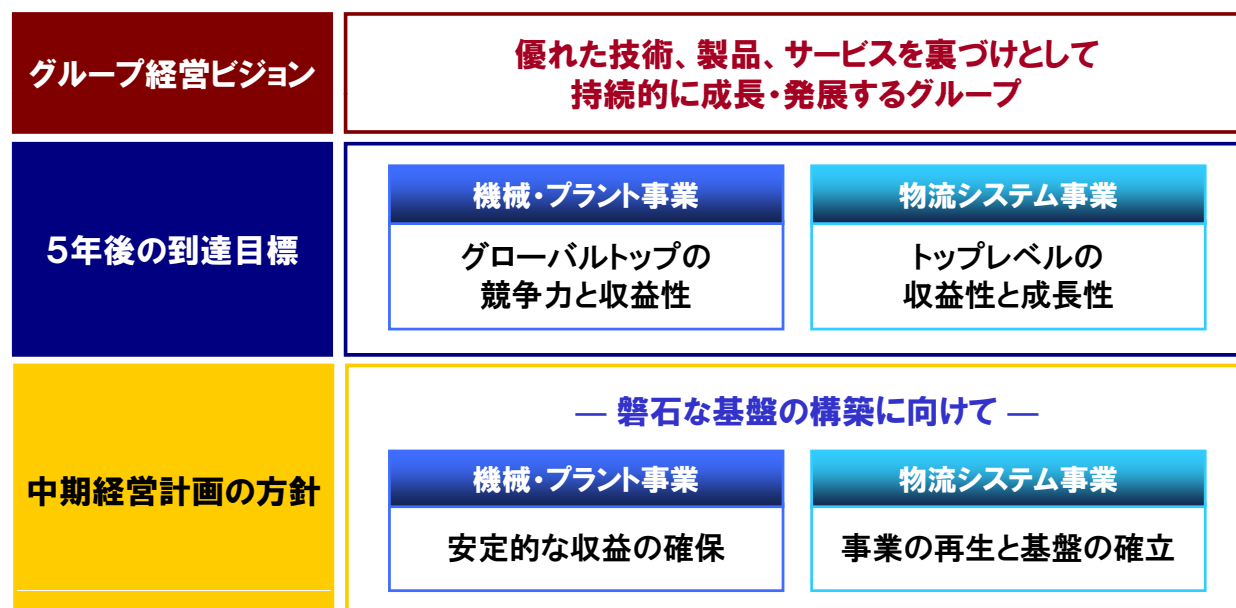 グループ経営ビジョン
優れた技術、製品、サービスを裏づけとして
持続的に成長・発展するグループ
5年後の到達目標
機械・プラント事業
グローバルトップの
競争力と収益性
物流システム事業
トップレベルの
収益性と成長性
中期経営計画の方針
― 磐石な基盤の構築に向けて ―
機械・プラント事業
安定的な収益の確保
物流システム事業
事業の再生と基盤の確立